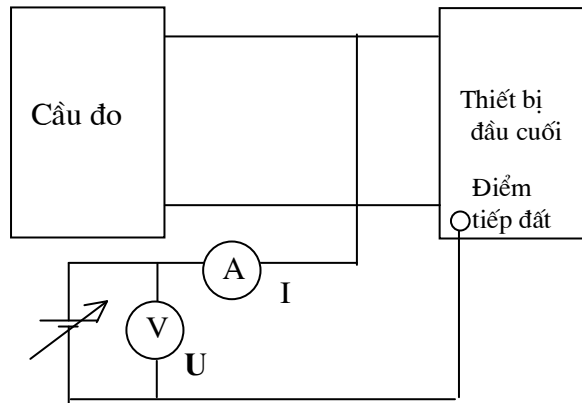 Cầu đo
Thiết bị
đầu cuối
Điểm
tiếp đất
A
I
V
U